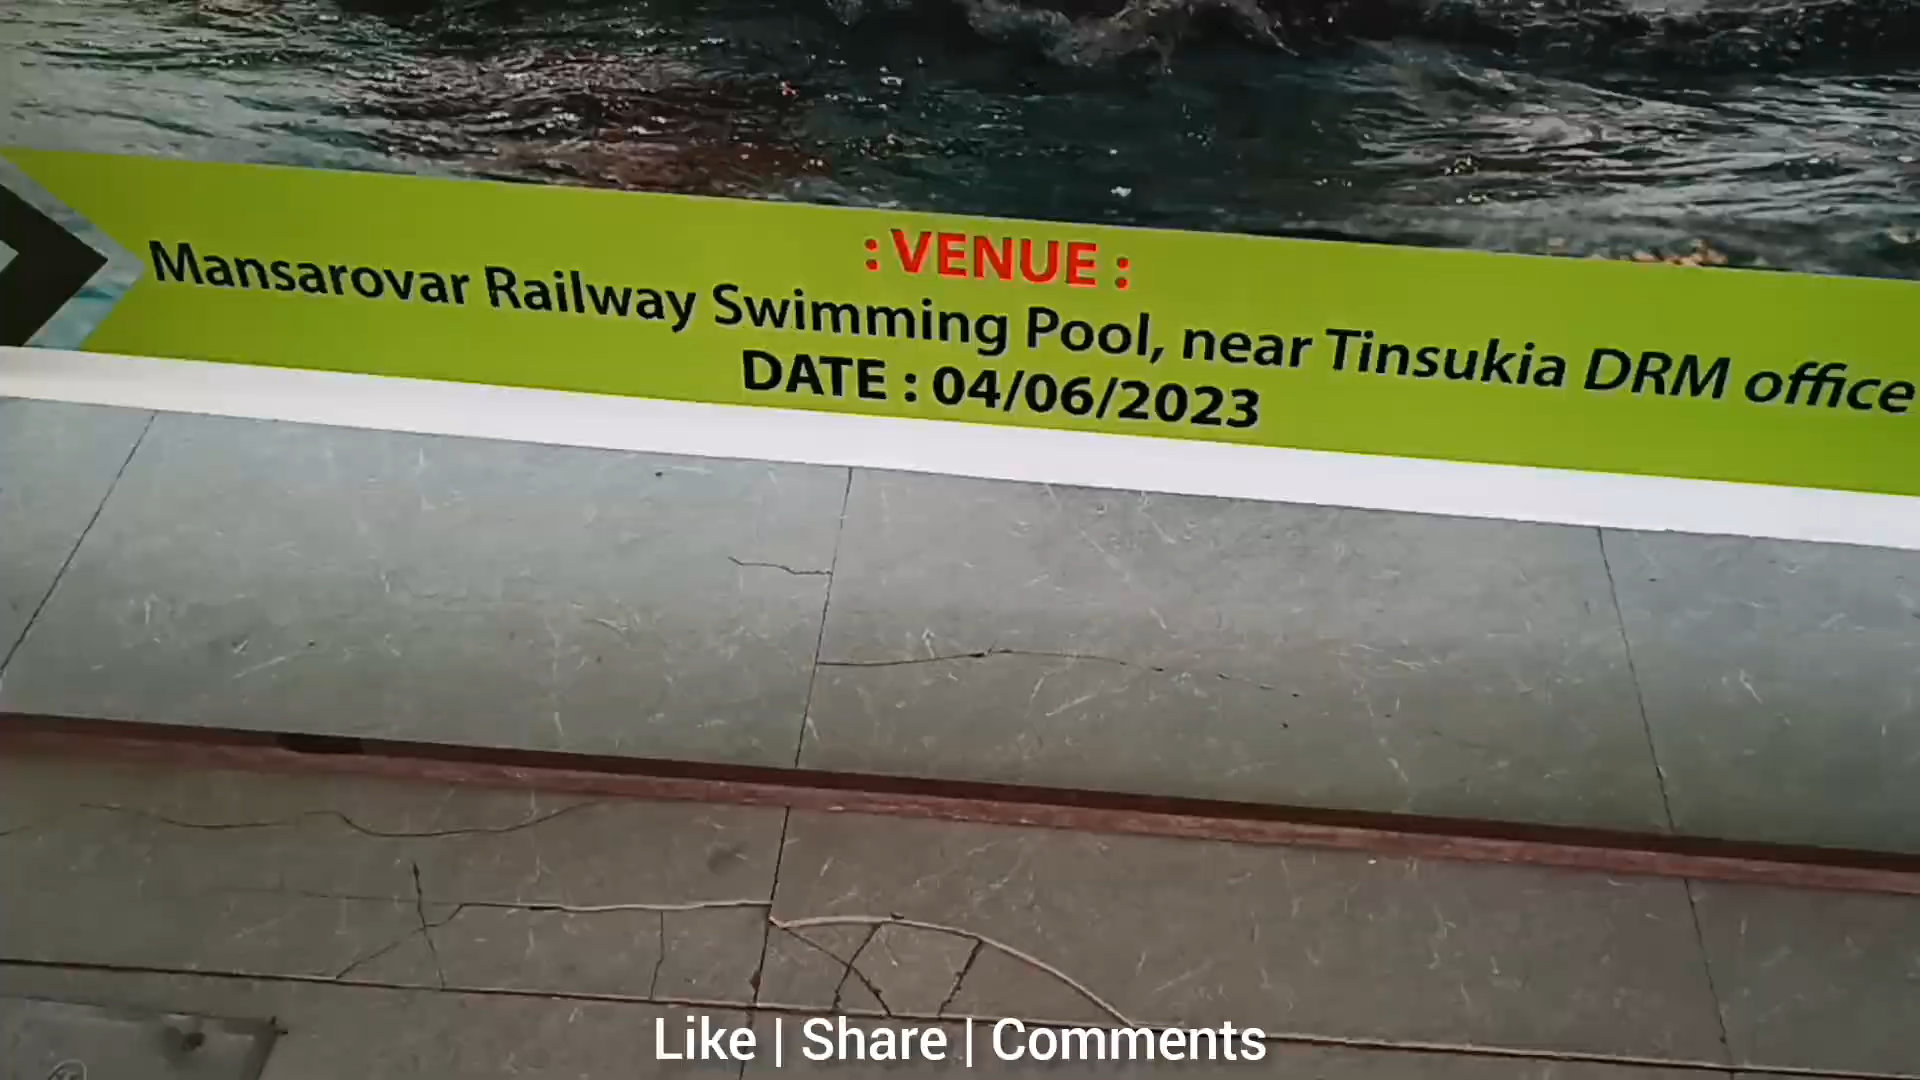 : VENUE :
Mansarovar Railway Swimming Pool, near Tinsukia DRM office
DATE : 04/06/2023
Like | Share | Comments